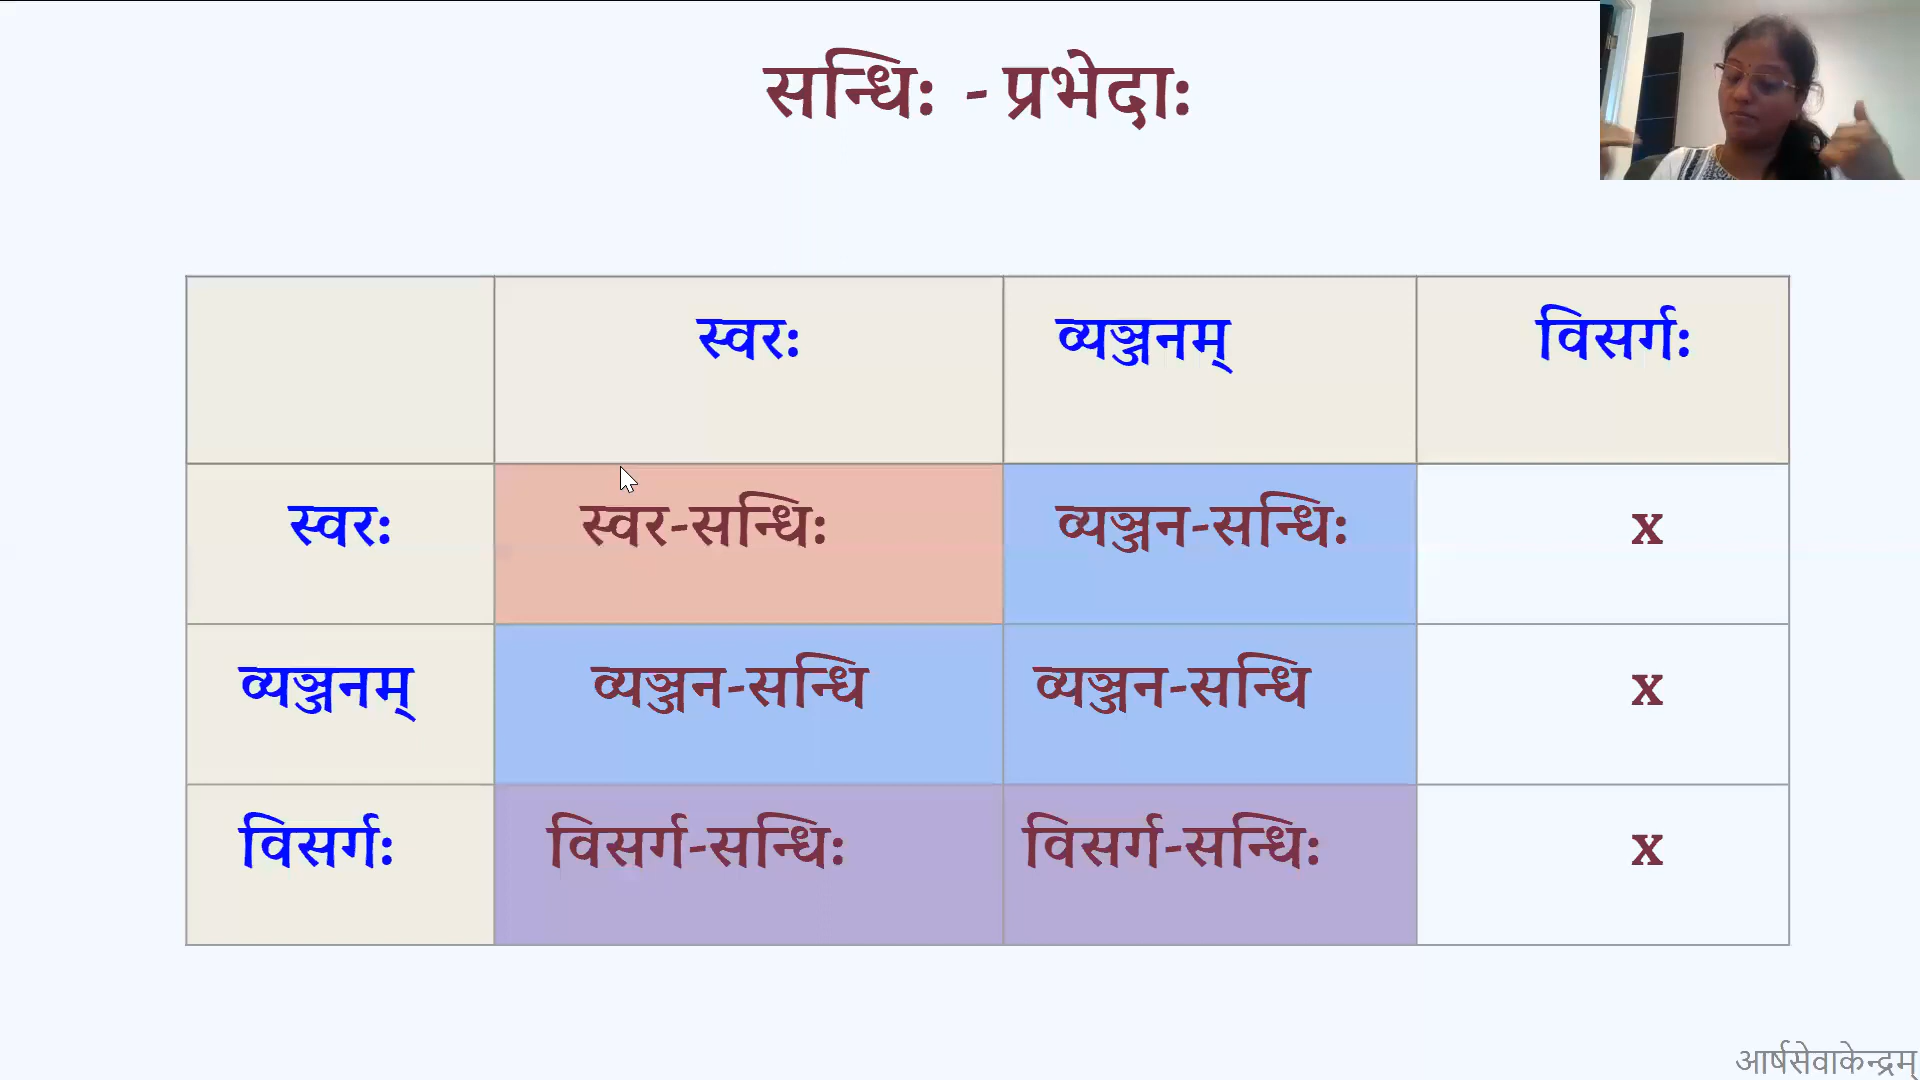 सन्धिः - प्रभेदाः
स्वरः व्यञ्जनम् विसर्गः
स्वरः स्वर-सन्धिः व्यञ्जन-सन्धिः x
व्यञ्जनम् व्यञ्जन-सन्धि व्यञ्जन-सन्धि x
विसर्गः विसर्ग-सन्धिः विसर्ग-सन्धिः x
आर्षसेवाकेन्द्रम्